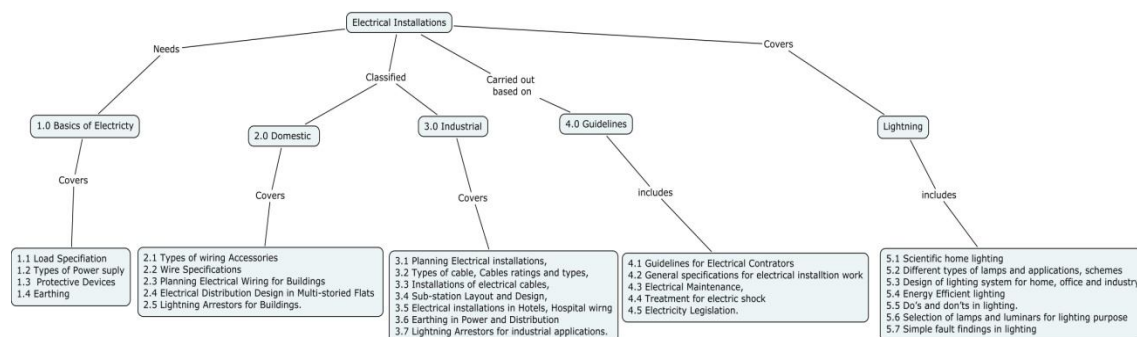 Electrical Installations
Needs
Classified
Carried out
based on
Covers
1.0 Basics of Electricty
2.0 Domestic
3.0 Industrial
4.0 Guidelines
Lightning
Covers
Covers
Covers
includes
includes
1.1 Load Specifiation
1.2 Types of Power suply
1.3 Protective Devices
1.4 Earthing
2.1 Types of wiring Accessories
2.2 Wire Specifications
2.3 Planning Electrical Wiring for Buildings
2.4 Electrical Distribution Design in Multi-storied Flats
2.5 Lightning Arrestors for Buildings.
3.1 Planning Electrical installations,
3.2 Types of cable, Cables ratings and types,
3.3 Installations of electrical cables,
3.4 Sub-station Layout and Design,
3.5 Electrical installations in Hotels, Hospital wirng
3.6 Earthing in Power and Distribution
3.7 Lightning Arrestors for industrial applications.
4.1 Guidelines for Electrical Contrators
4.2 General specifications for electrical installtion work
4.3 Electrical Maintenance,
4.4 Treatment for electric shock
4.5 Electricity Legislation.
5.1 Scientific home lighting
5.2 Different types of lamps and applications, schemes
5.3 Design of lighting system for home, office and industry
5.4 Energy Efficient lighting
5.5 Do's and don'ts in lighting.
5.6 Selection of lamps and luminars for lighting purpose
5.7 Simple fault findings in lighting